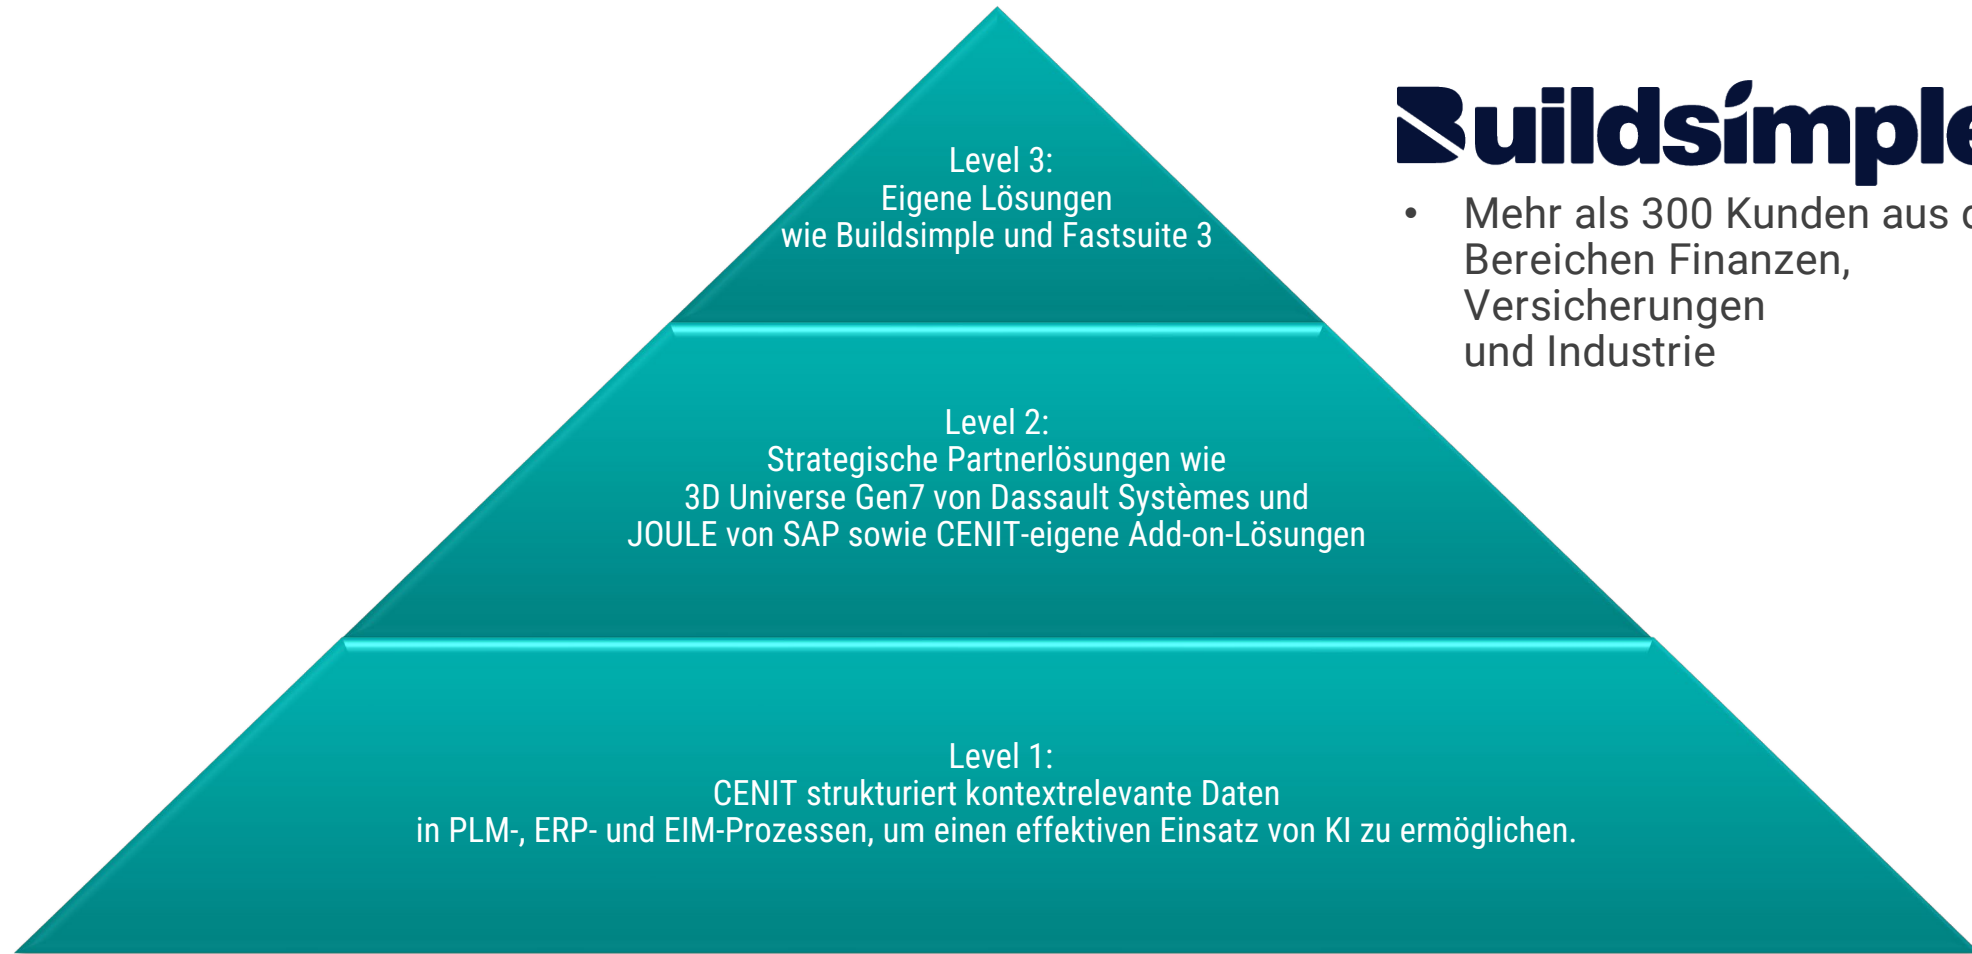 Level 3:
Eigene Lösungen
wie Buildsimple und Fastsuite 3
Buildsimple
Mehr als 300 Kunden aus
Bereichen Finanzen,
Versicherungen
und Industrie
Level 2:
Strategische Partnerlösungen wie
3D Universe Gen7 von Dassault Systèmes und
JOULE von SAP sowie CENIT-eigene Add-on-Lösungen
Level 1:
CENIT strukturiert kontextrelevante Daten
in PLM-, ERP- und EIM-Prozessen, um einen effektiven Einsatz von KI zu ermöglichen.